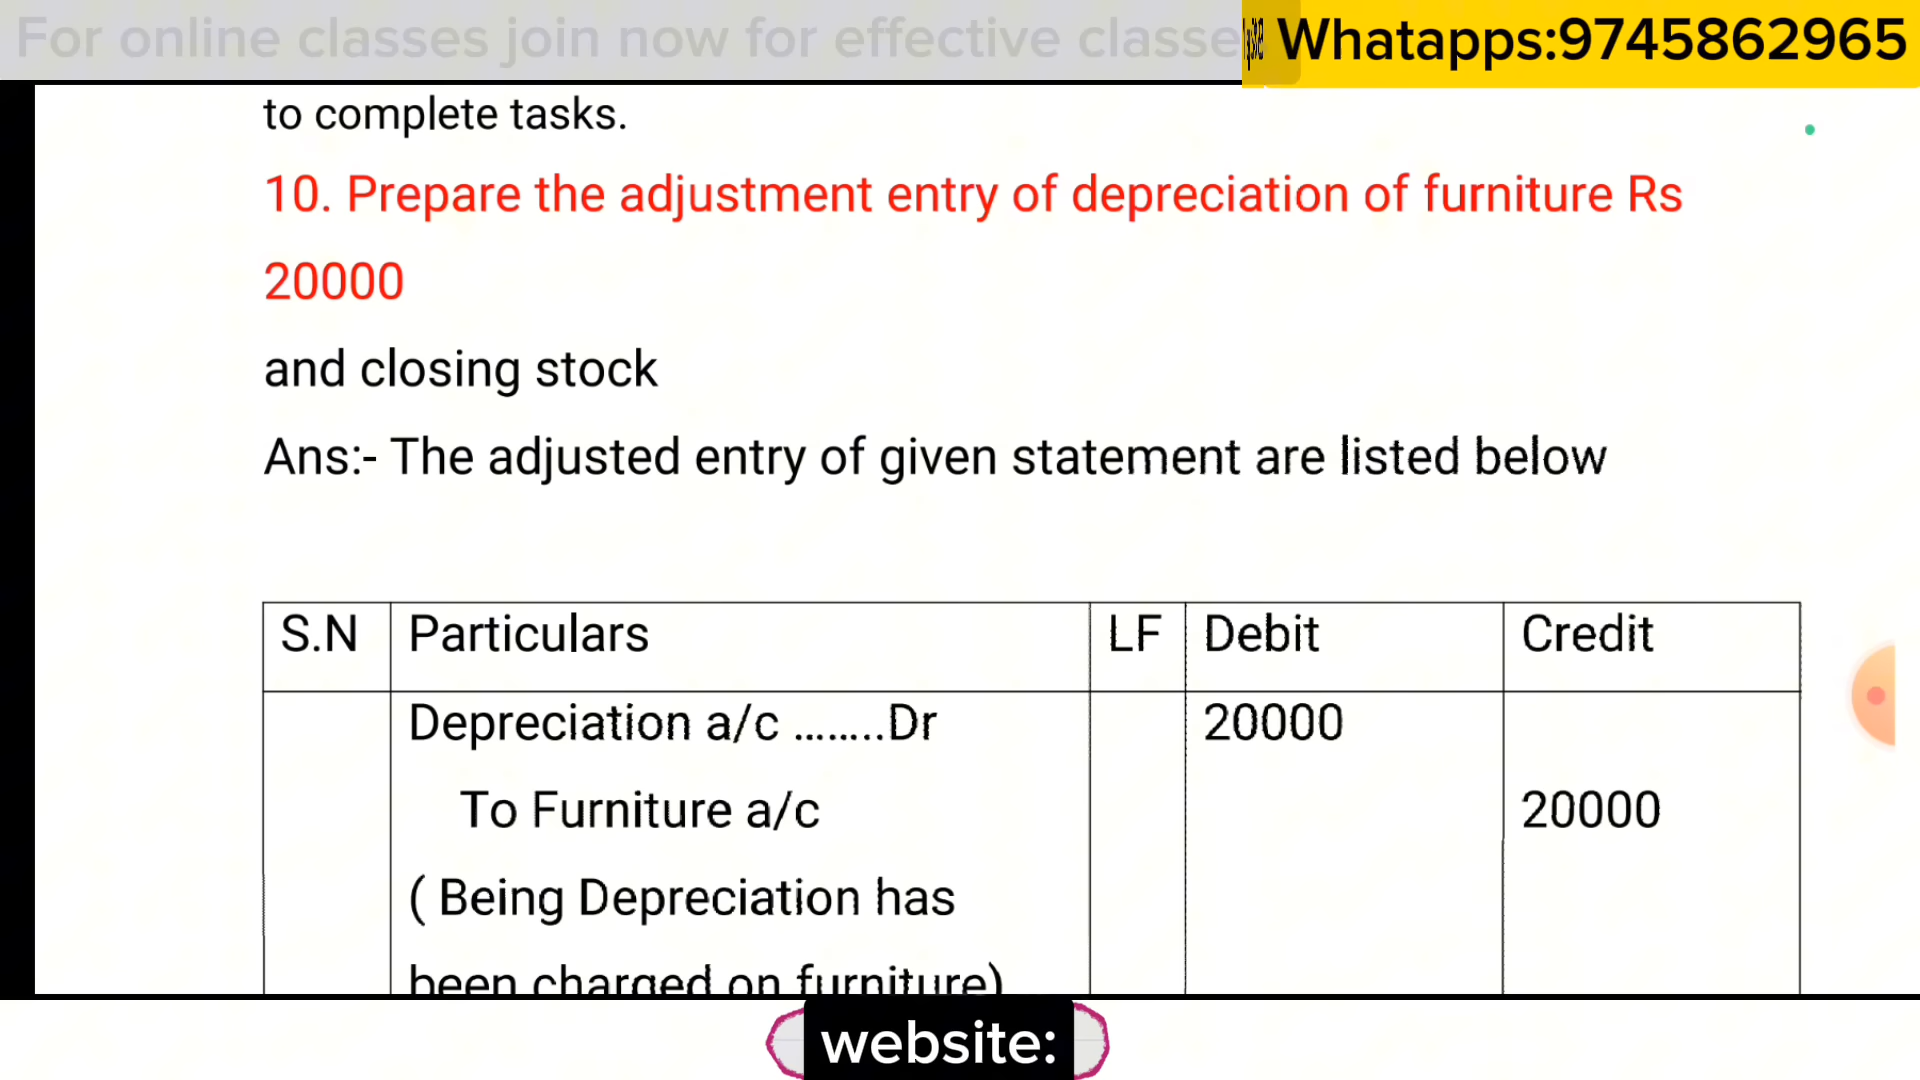 For online classes join now for effective classe
Whatapps:9745862965
to complete tasks.
10. Prepare the adjustment entry of depreciation of furniture Rs
20000
and closing stock
Ans:- The adjusted entry of given statement are listed below
S.N Particulars LF Debit Credit
Depreciation a/c ........Dr 20000
To Furniture a/c 20000
( Being Depreciation has
been charged on furniture)
website: